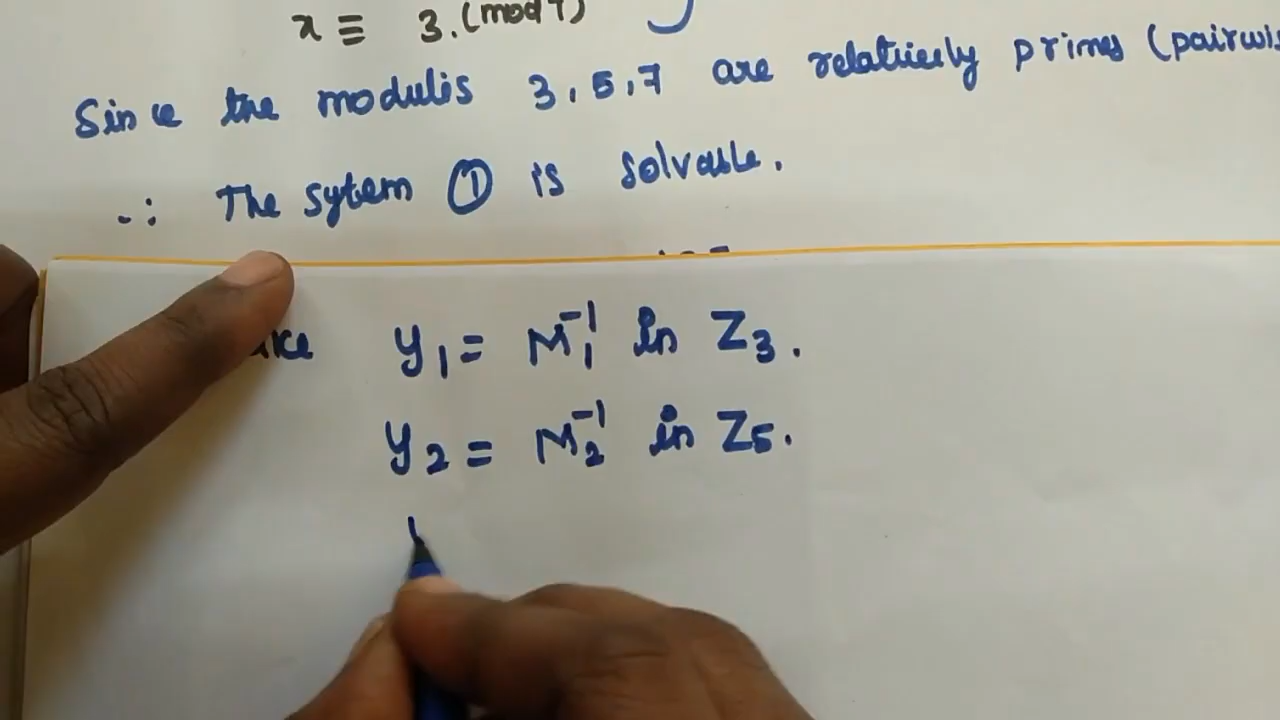 x ≡ 3. (mod 7)
Since the modulis 3, 5, 7 are relatively primes (pairwis
∴ The sytem ① is solvable.
y₁ = M₁⁻¹ in Z₃.
y₂ = M₂⁻¹ in Z₅.